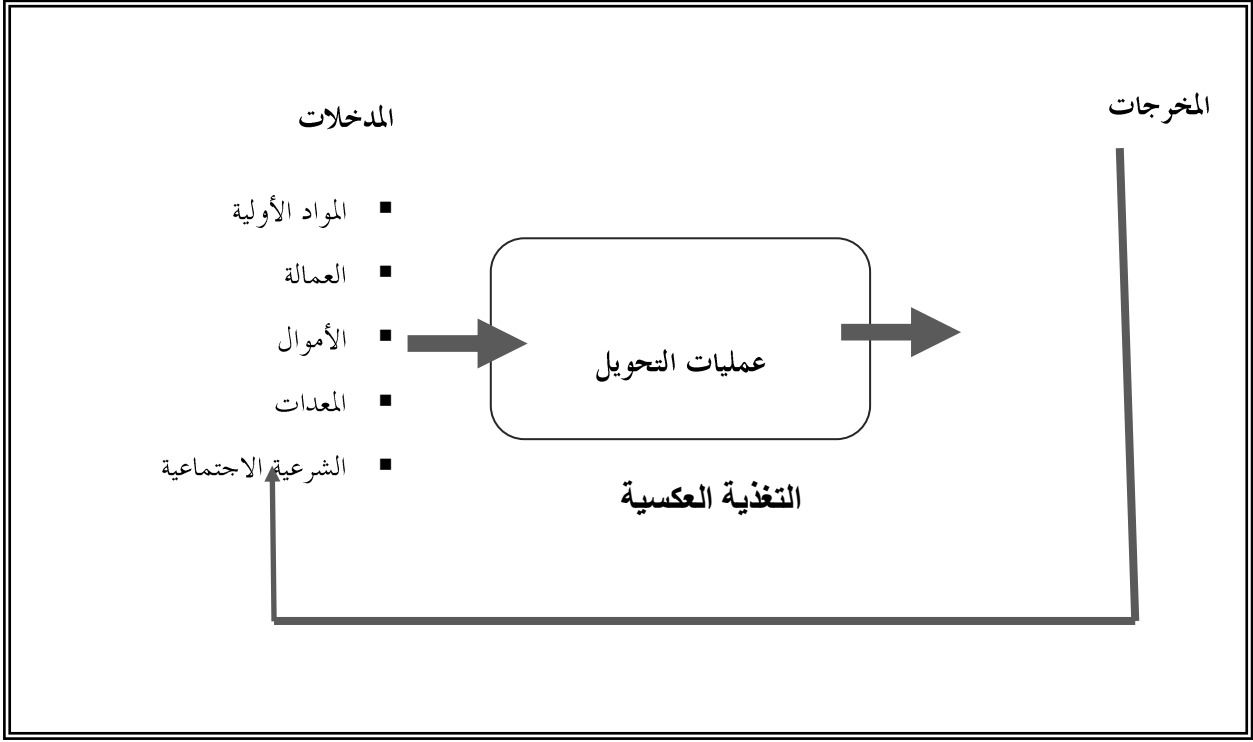 المخرجات
المدخلات
▪ المواد الأولية
▪ العمالة
▪ الأموال
▪ المعدات
▪ الشرعية الاجتماعية
عمليات التحويل
التغذية العكسية